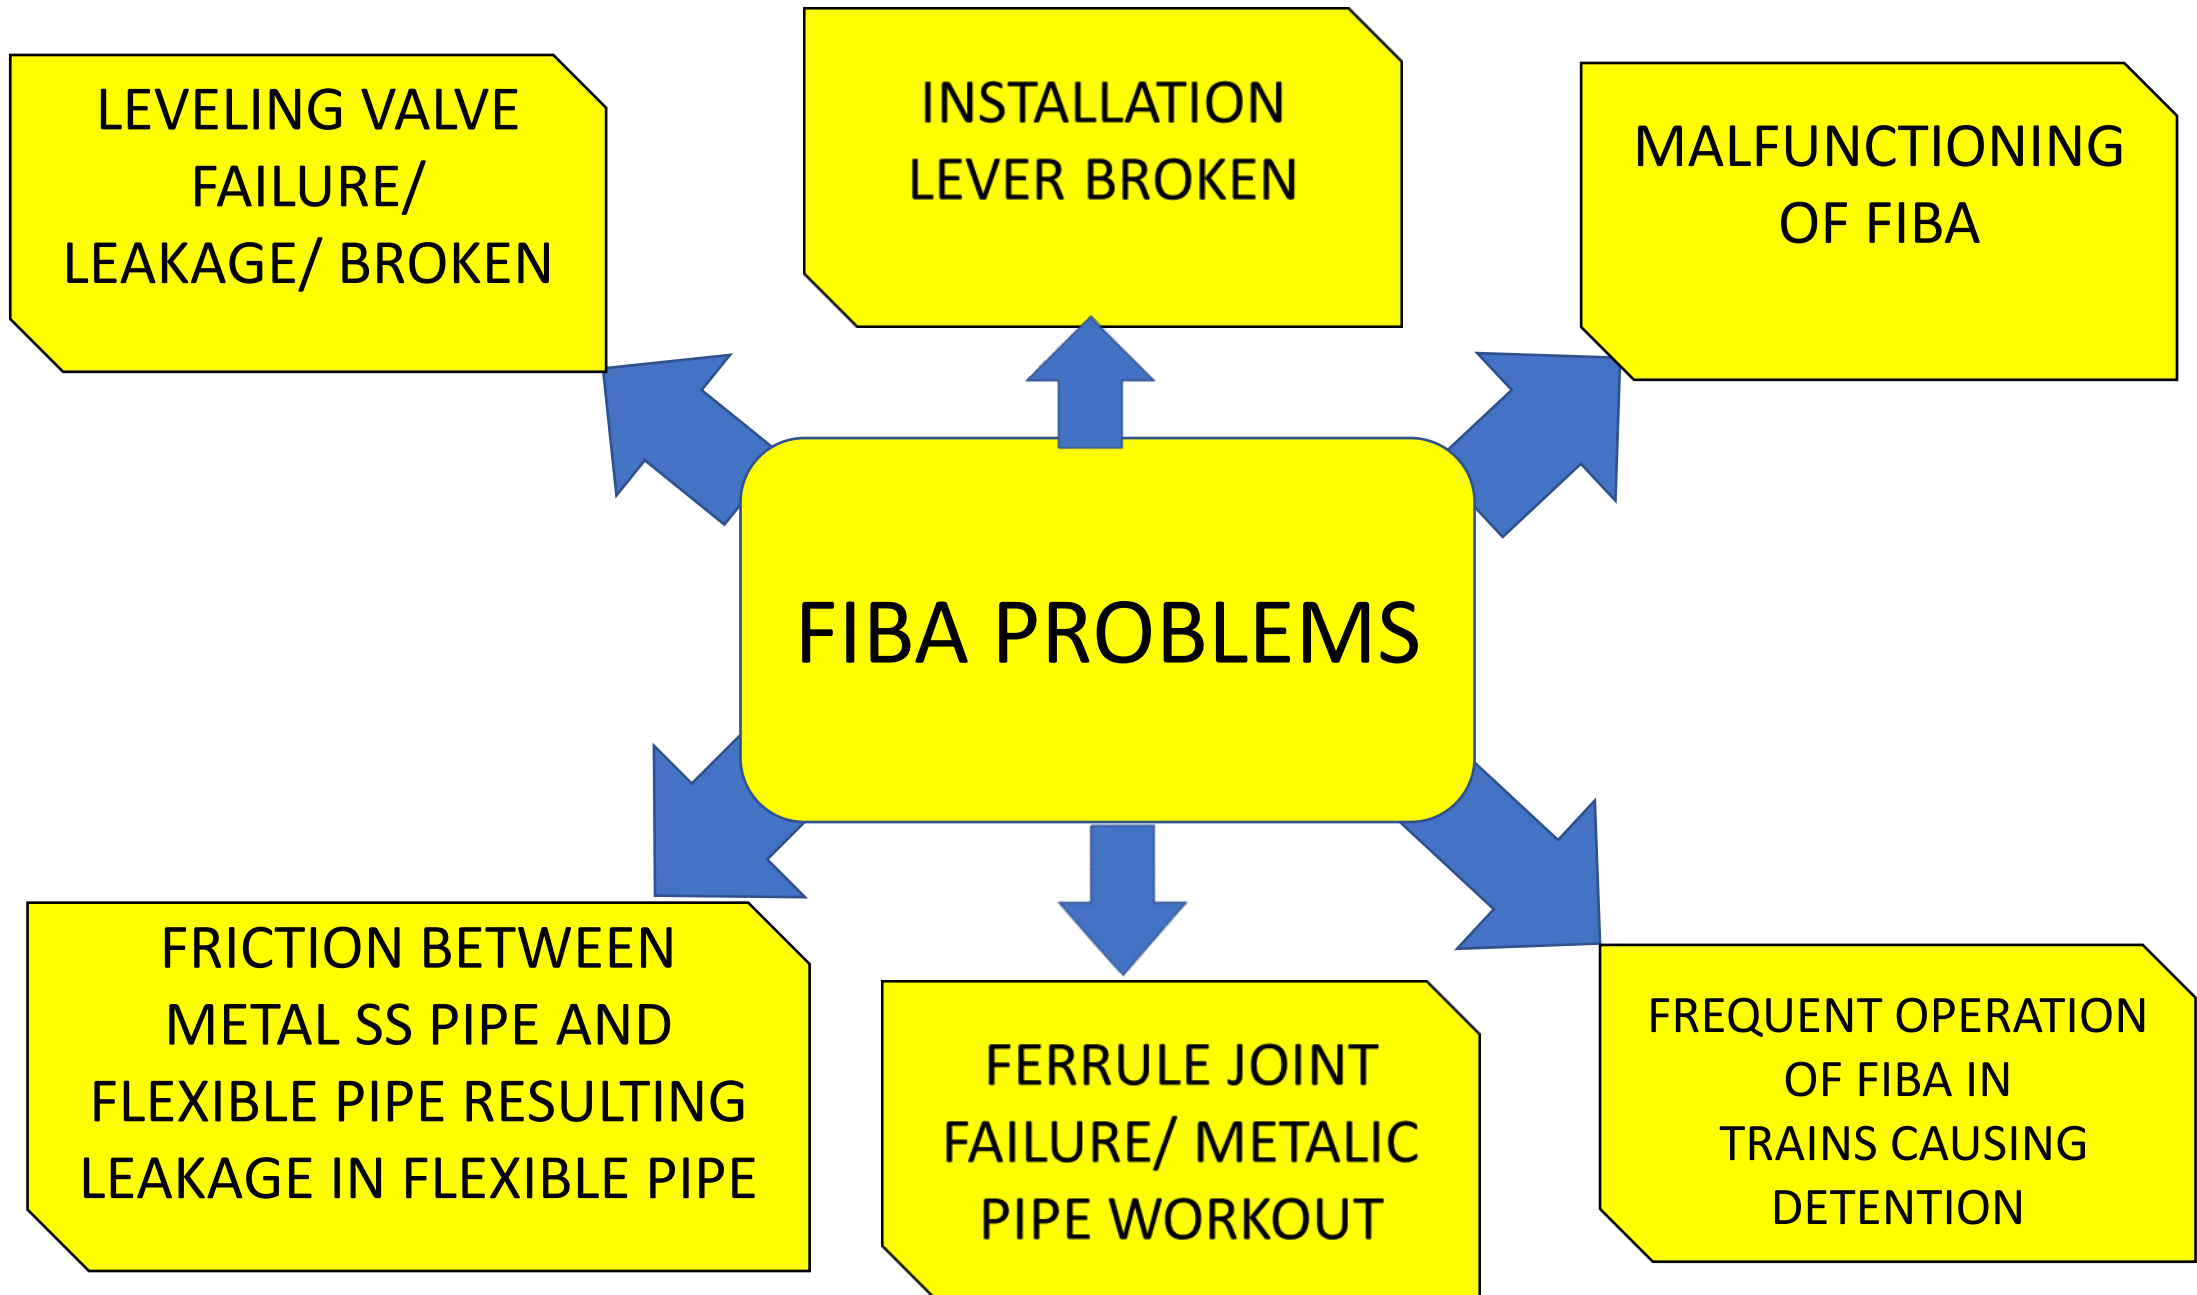 LEVELING VALVE
FAILURE/
LEAKAGE/ BROKEN
INSTALLATION
LEVER BROKEN
MALFUNCTIONING
OF FIBA
FIBA PROBLEMS
FRICTION BETWEEN
METAL SS PIPE AND
FLEXIBLE PIPE RESULTING
LEAKAGE IN FLEXIBLE PIPE
FERRULE JOINT
FAILURE/ METALIC
PIPE WORKOUT
FREQUENT OPERATION
OF FIBA IN
TRAINS CAUSING
DETENTION